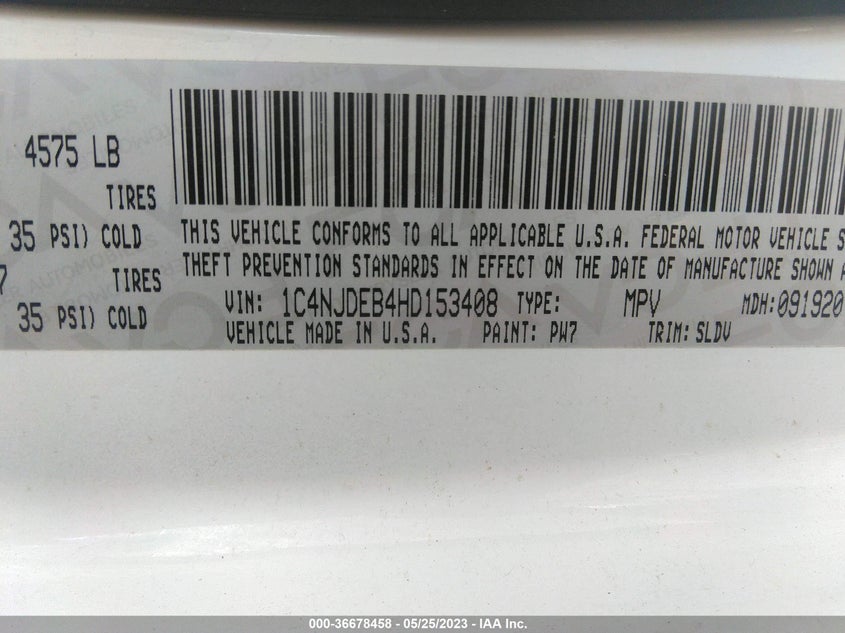 4575 LB
TIRES
35 PSI) COLD
7 TIRES
35 PSI) COLD
THIS VEHICLE CONFORMS TO ALL APPLICABLE U.S.A. FEDERAL MOTOR VEHICLE S
THEFT PREVENTION STANDARDS IN EFFECT ON THE DATE OF MANUFACTURE SHOWN A
VIN: 1C4NJDEB4HD153408 TYPE: MPV MDH:091920
VEHICLE MADE IN U.S.A. PAINT: PW7 TRIM: SLDV
000-36678458 - 05/25/2023 - IAA Inc.